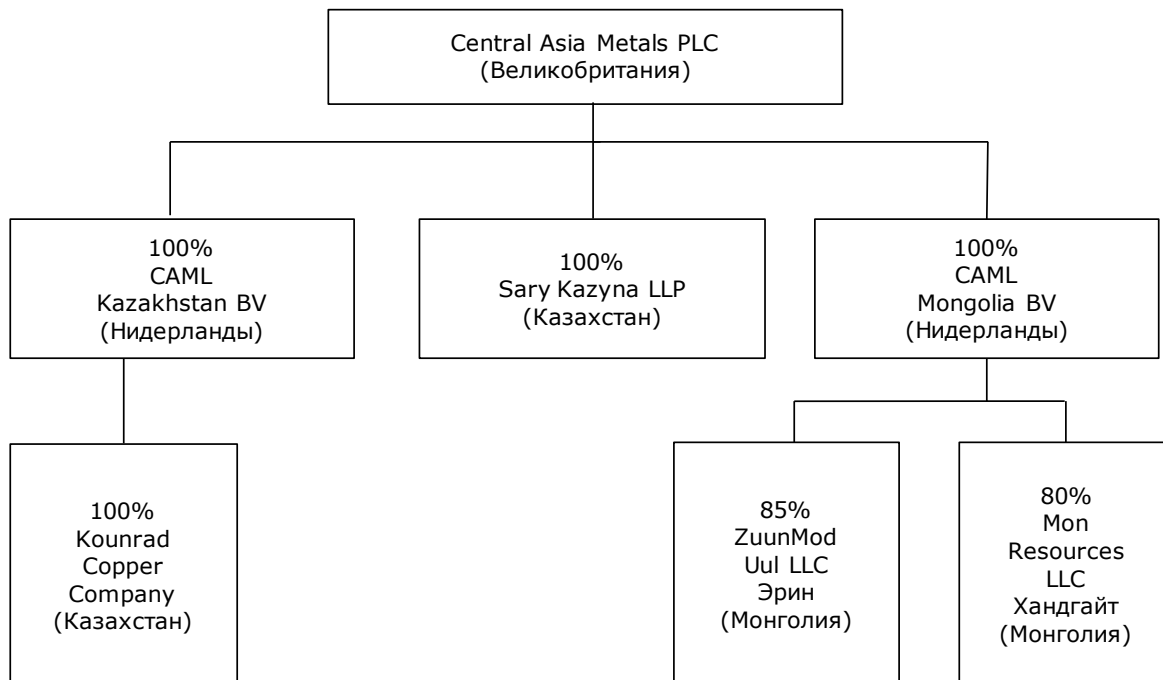 Central Asia Metals PLC
(Великобритания)
100%
CAML
Kazakhstan BV
(Нидерланды)
100%
Sary Kazyna LLP
(Казахстан)
100%
CAML
Mongolia BV
(Нидерланды)
100%
Kounrad
Copper
Company
(Казахстан)
85%
ZuunMod
Uul LLC
Эрин
(Монголия)
80%
Mon
Resources
LLC
Хандгайт
(Монголия)